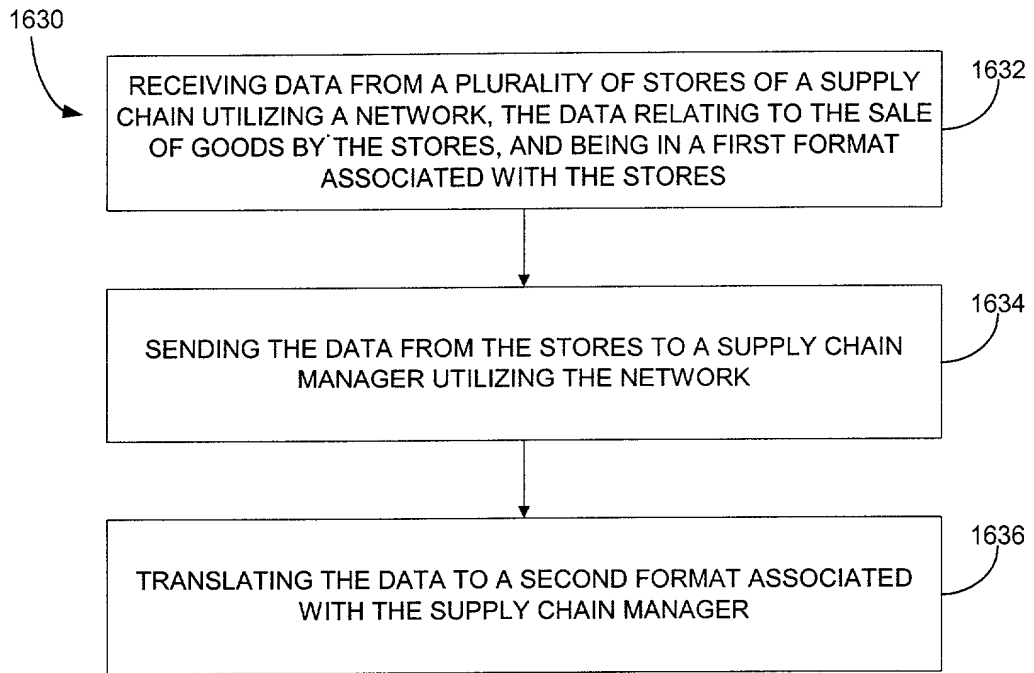 1630
1632
RECEIVING DATA FROM A PLURALITY OF STORES OF A SUPPLY
CHAIN UTILIZING A NETWORK, THE DATA RELATING TO THE SALE
OF GOODS BY THE STORES, AND BEING IN A FIRST FORMAT
ASSOCIATED WITH THE STORES
1634
SENDING THE DATA FROM THE STORES TO A SUPPLY CHAIN
MANAGER UTILIZING THE NETWORK
1636
TRANSLATING THE DATA TO A SECOND FORMAT ASSOCIATED
WITH THE SUPPLY CHAIN MANAGER